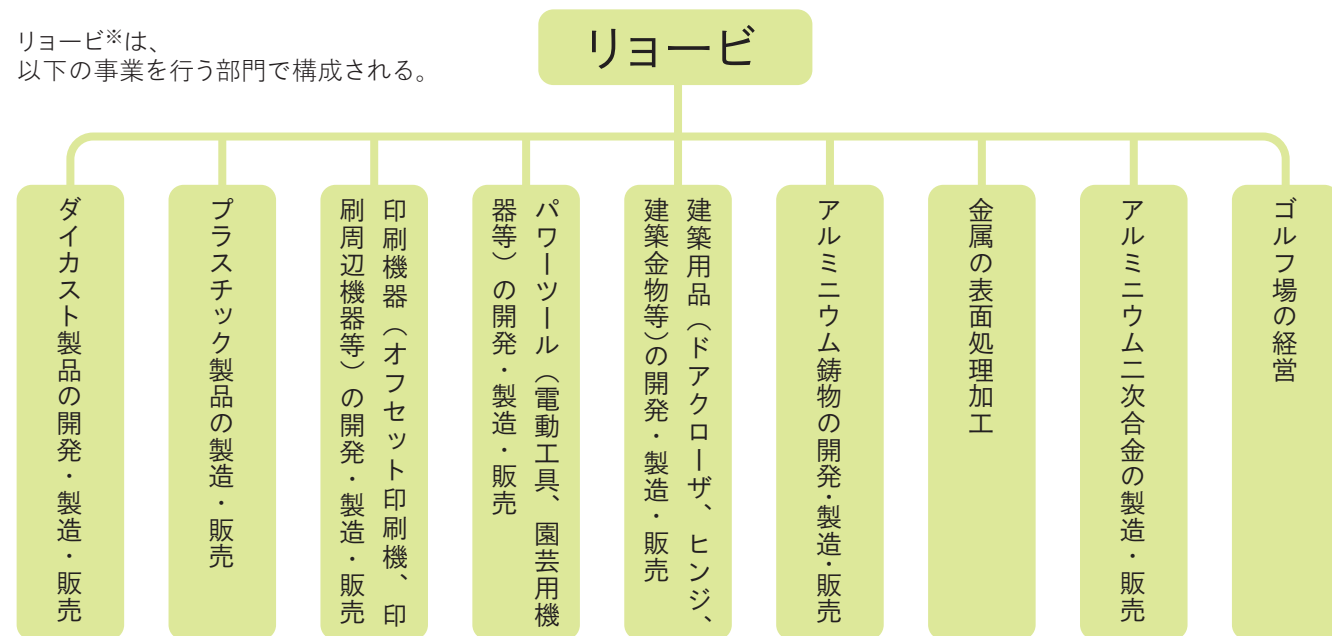 リョービ※は、
以下の事業を行う部門で構成される。
リョービ
ダイカスト製品の開発・製造・販売
プラスチック製品の製造・販売
印刷機器（オフセット印刷機、印
刷周辺機器等）の開発・製造・販売
パワーツール（電動工具、園芸用機
器等）の開発・製造・販売
建築用品（ドアクローザ、ヒンジ、
建築金物等）の開発・製造・販売
アルミニウム鋳物の開発・製造・販売
金属の表面処理加工
アルミニウム二次合金の製造・販売
ゴルフ場の経営